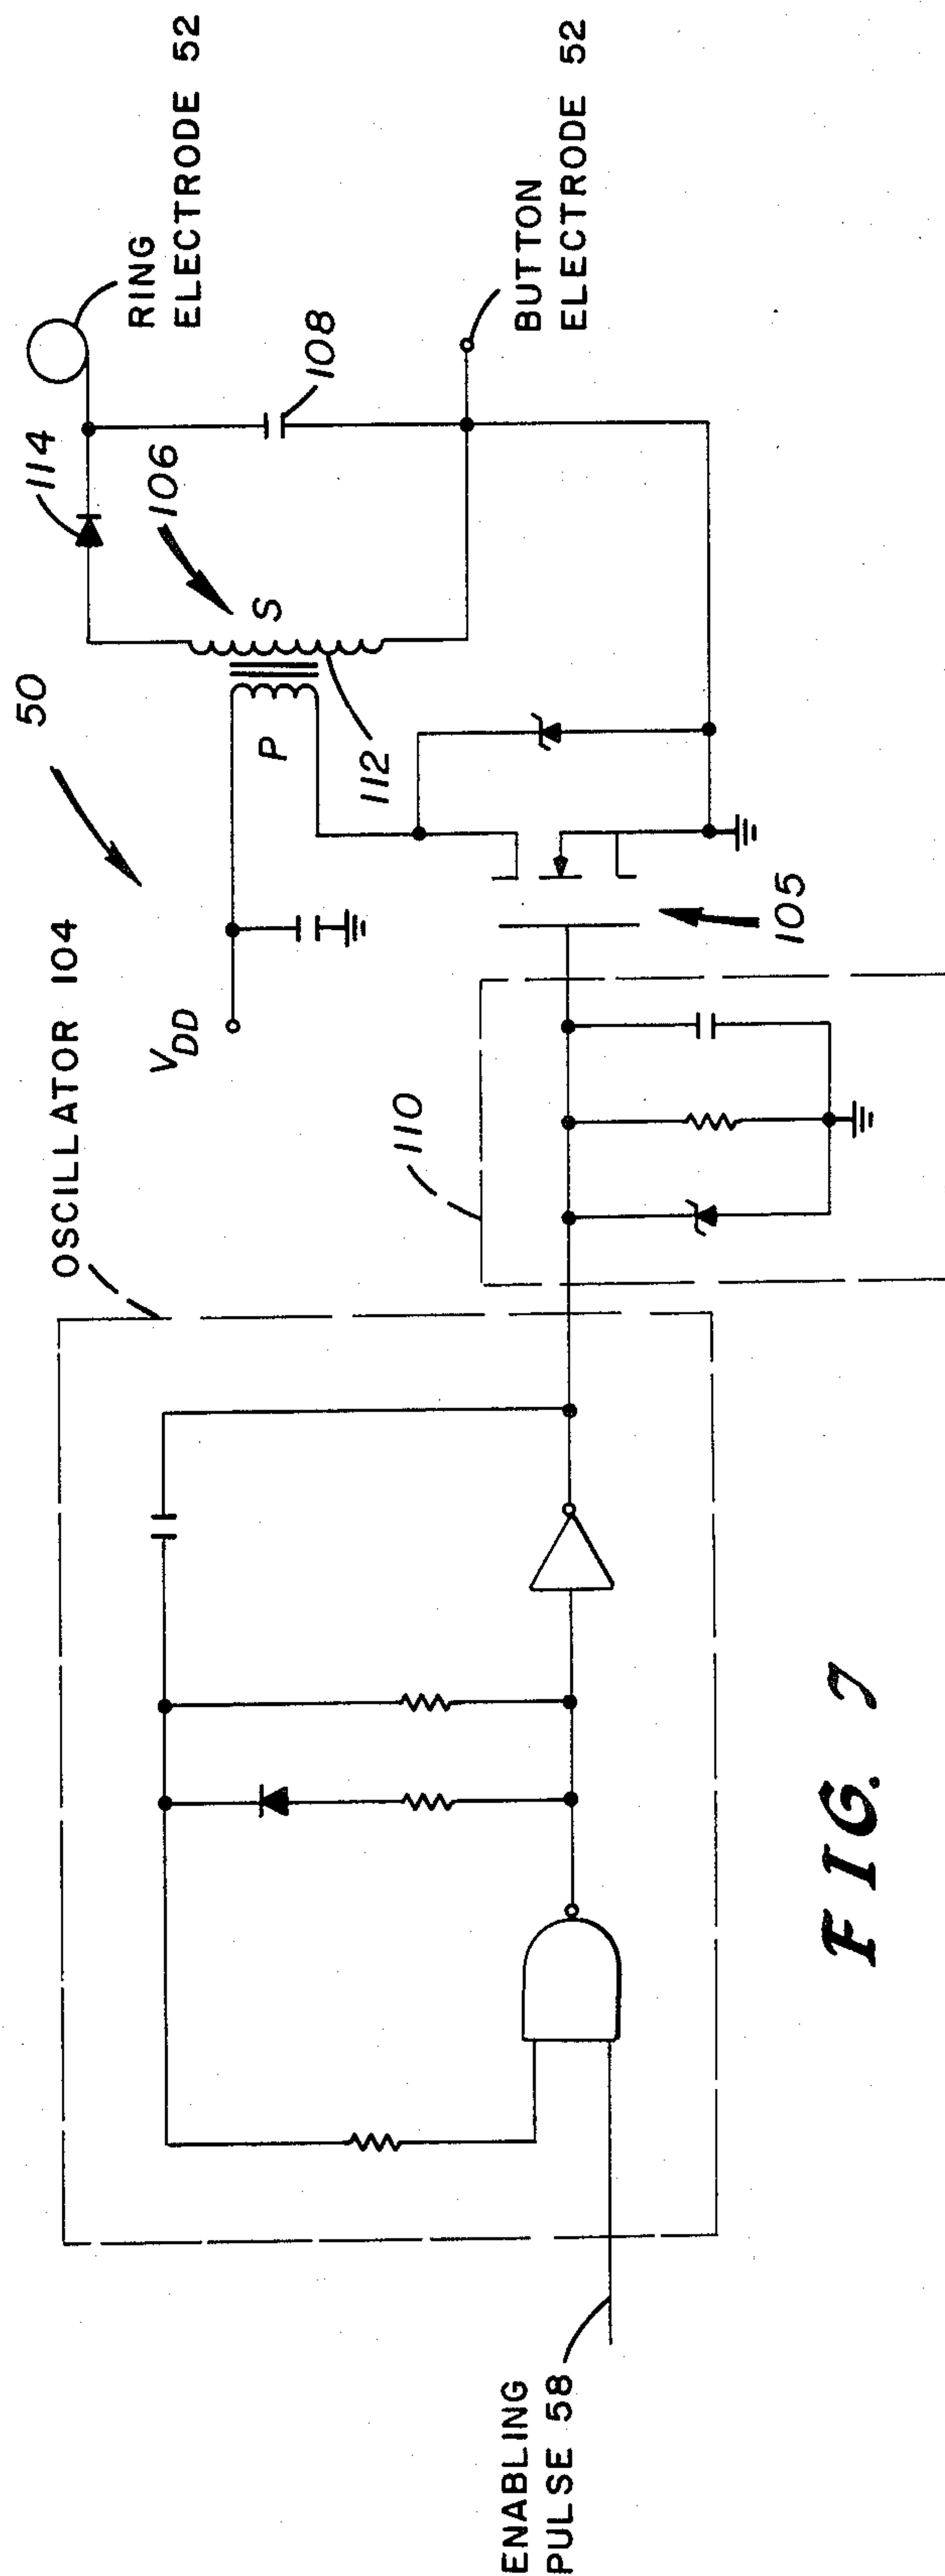 50
114
RING
ELECTRODE 52
106
108
S
P
112
BUTTON
ELECTRODE 52
VDD
OSCILLATOR 104
110
105
ENABLING
PULSE 58
FIG. 7